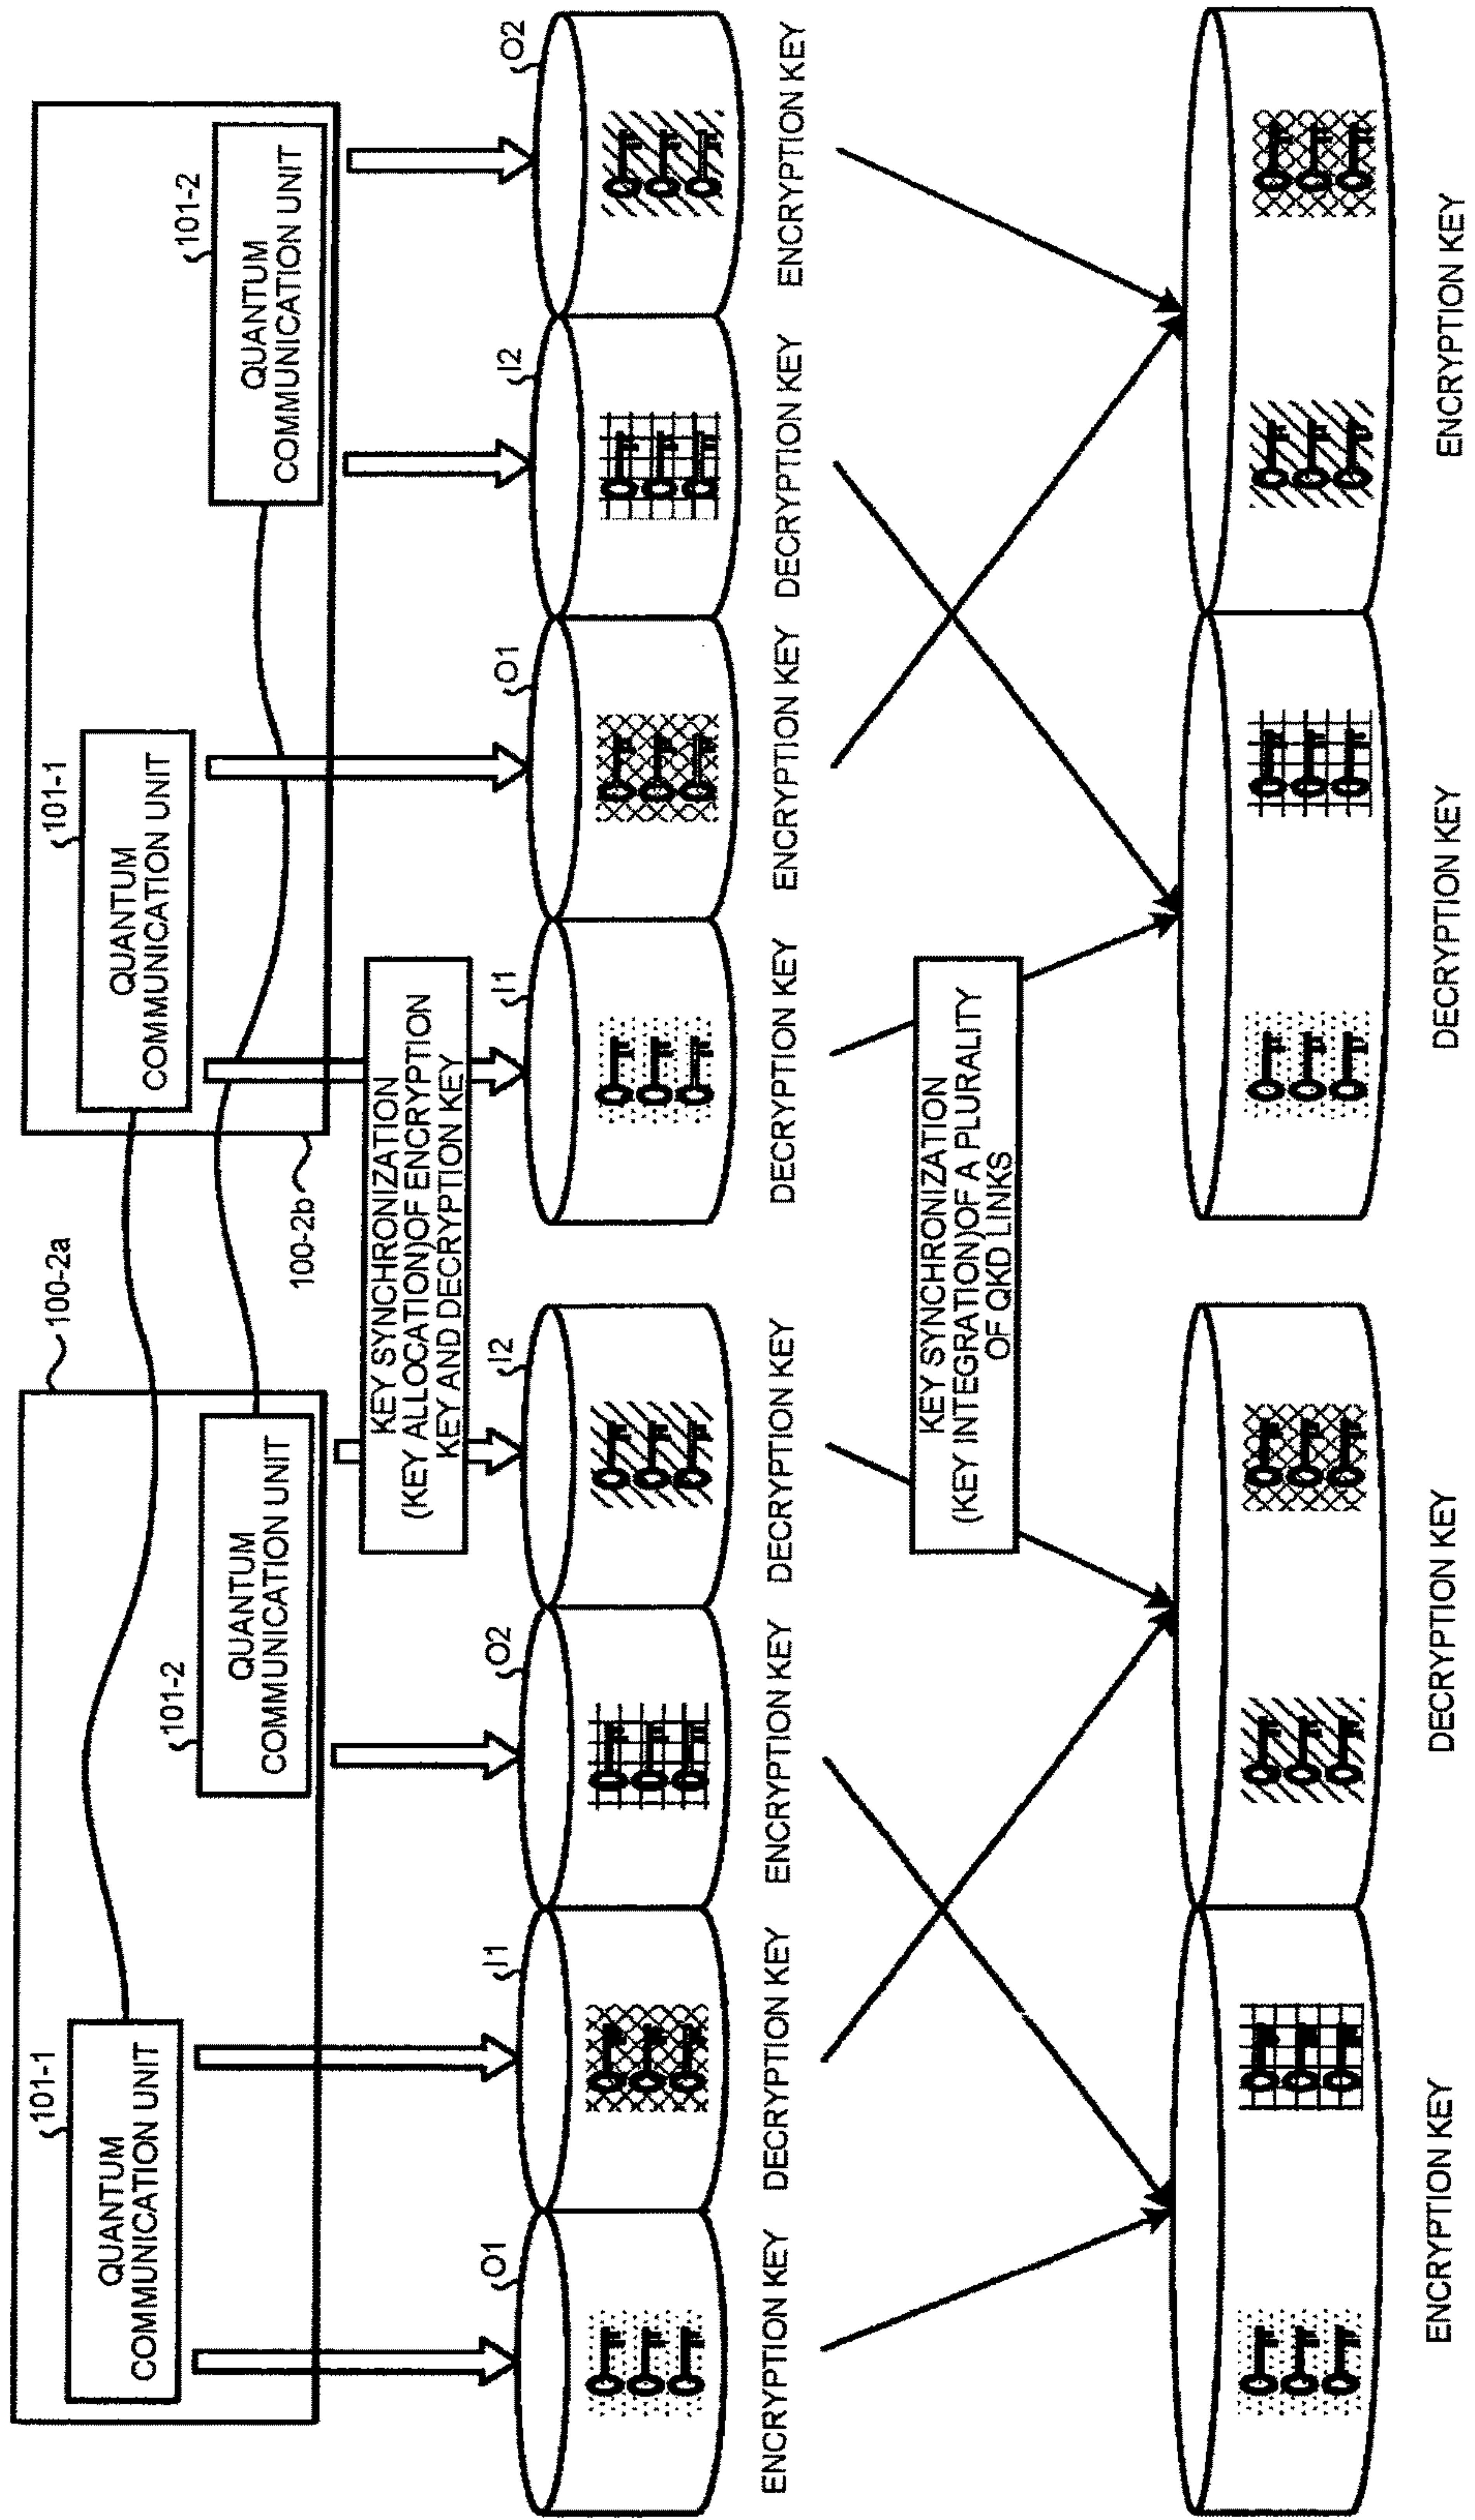 100-2a
101-1
QUANTUM
COMMUNICATION UNIT
101-2
QUANTUM
COMMUNICATION UNIT
100-2b
101-1
QUANTUM
COMMUNICATION UNIT
101-2
QUANTUM
COMMUNICATION UNIT
KEY SYNCHRONIZATION
(KEY ALLOCATION)OF ENCRYPTION
KEY AND DECRYPTION KEY
O1
I1
O2
I2
I1
O1
I2
O2
ENCRYPTION KEY
DECRYPTION KEY
ENCRYPTION KEY
DECRYPTION KEY
DECRYPTION KEY
ENCRYPTION KEY
DECRYPTION KEY
ENCRYPTION KEY
KEY SYNCHRONIZATION
(KEY INTEGRATION)OF A PLURALITY
OF QKD LINKS
ENCRYPTION KEY
DECRYPTION KEY
DECRYPTION KEY
ENCRYPTION KEY